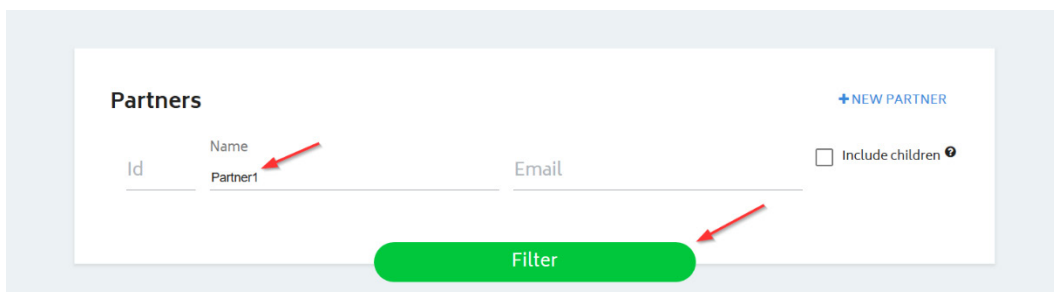 Partners
+NEW PARTNER
Name
Id
Partner1
Email
Include children ?
Filter